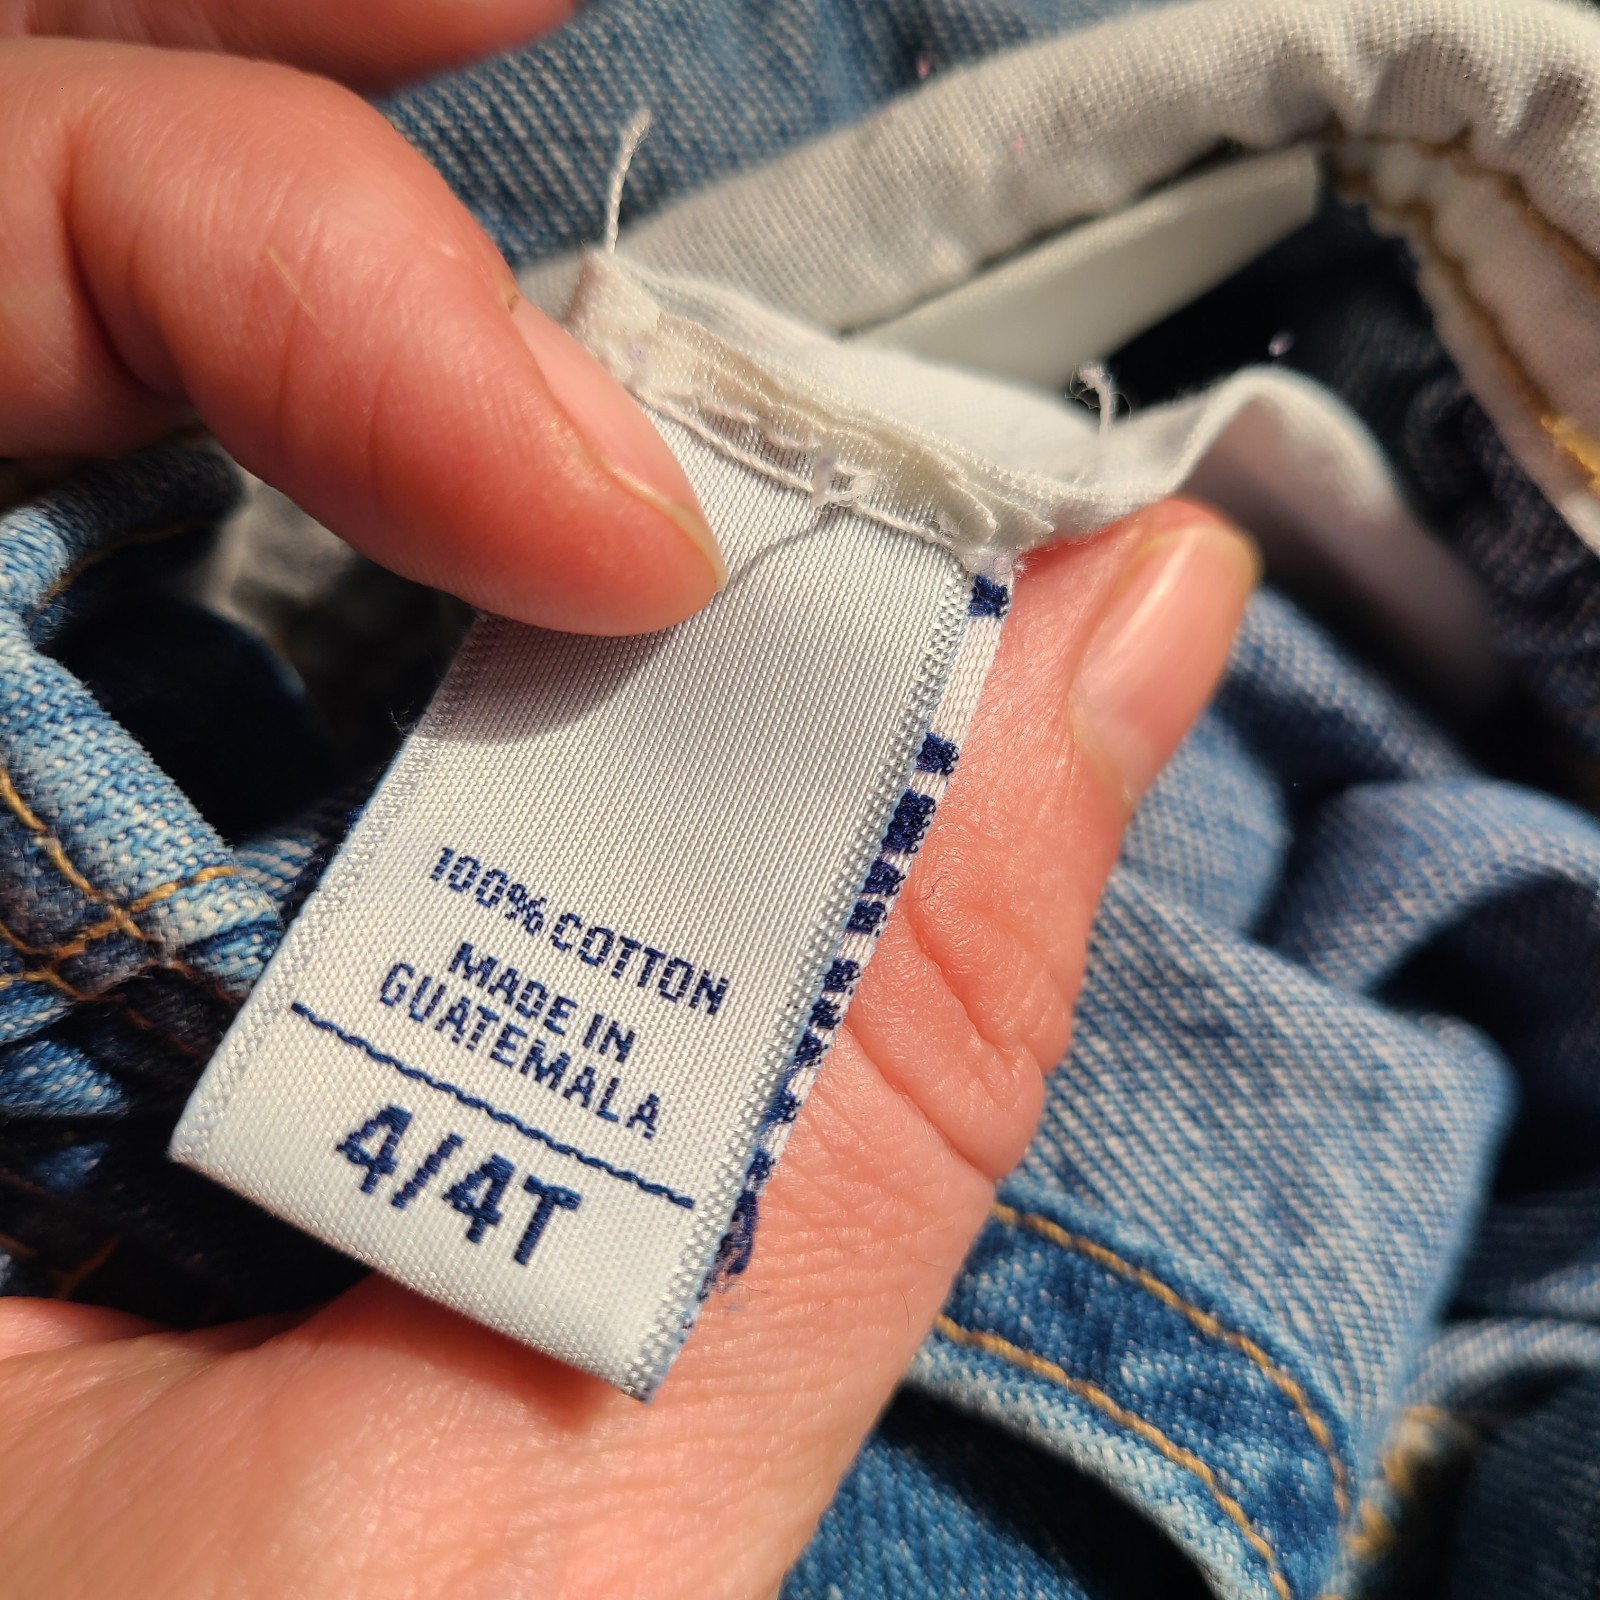 100% COTTON
MADE IN
GUATEMALA
4/4T